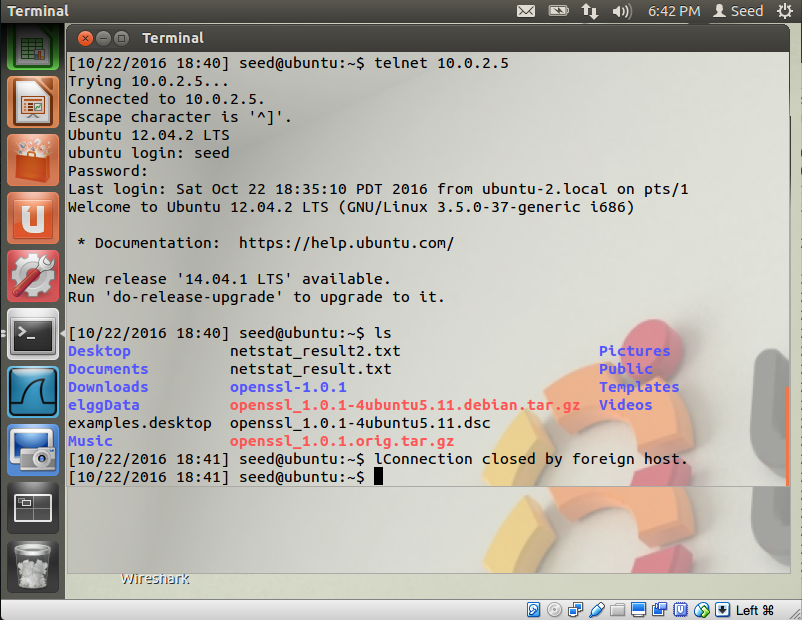 Terminal
6:42 PM Seed
Terminal
[10/22/2016 18:40] seed@ubuntu:~$ telnet 10.0.2.5
Trying 10.0.2.5...
Connected to 10.0.2.5.
Escape character is '^]'.
Ubuntu 12.04.2 LTS
ubuntu login: seed
Password:
Last login: Sat Oct 22 18:35:10 PDT 2016 from ubuntu-2.local on pts/1
Welcome to Ubuntu 12.04.2 LTS (GNU/Linux 3.5.0-37-generic i686)
* Documentation:  https://help.ubuntu.com/
New release '14.04.1 LTS' available.
Run 'do-release-upgrade' to upgrade to it.
[10/22/2016 18:40] seed@ubuntu:~$ ls
Desktop netstat_result2.txt Pictures
Documents netstat_result.txt Public
Downloads openssl-1.0.1 Templates
elggData openssl_1.0.1-4ubuntu5.11.debian.tar.gz Videos
examples.desktop openssl_1.0.1-4ubuntu5.11.dsc
Music openssl_1.0.1.orig.tar.gz
[10/22/2016 18:41] seed@ubuntu:~$ lConnection closed by foreign host.
[10/22/2016 18:41] seed@ubuntu:~$
Wireshark
Left ⌘